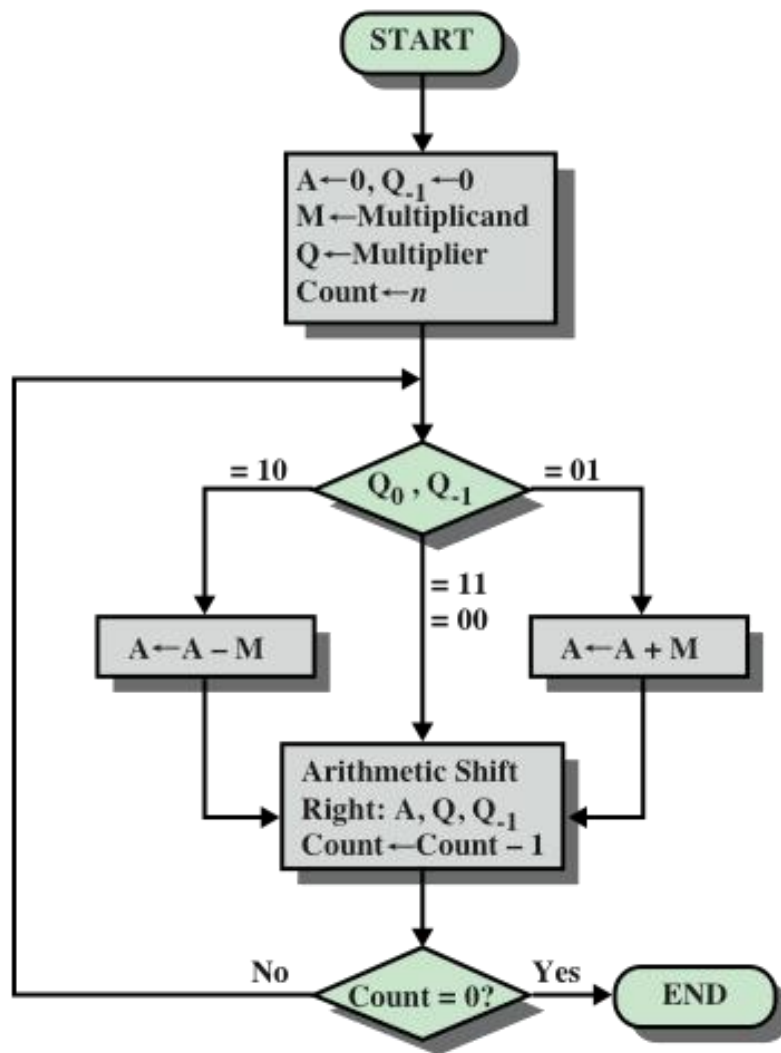 START
A←0, Q₋₁←0
M←Multiplicand
Q←Multiplier
Count←n
= 10
Q₀ , Q₋₁
= 01
= 11
= 00
A←A – M
A←A + M
Arithmetic Shift
Right: A, Q, Q₋₁
Count←Count – 1
No
Count = 0?
Yes
END